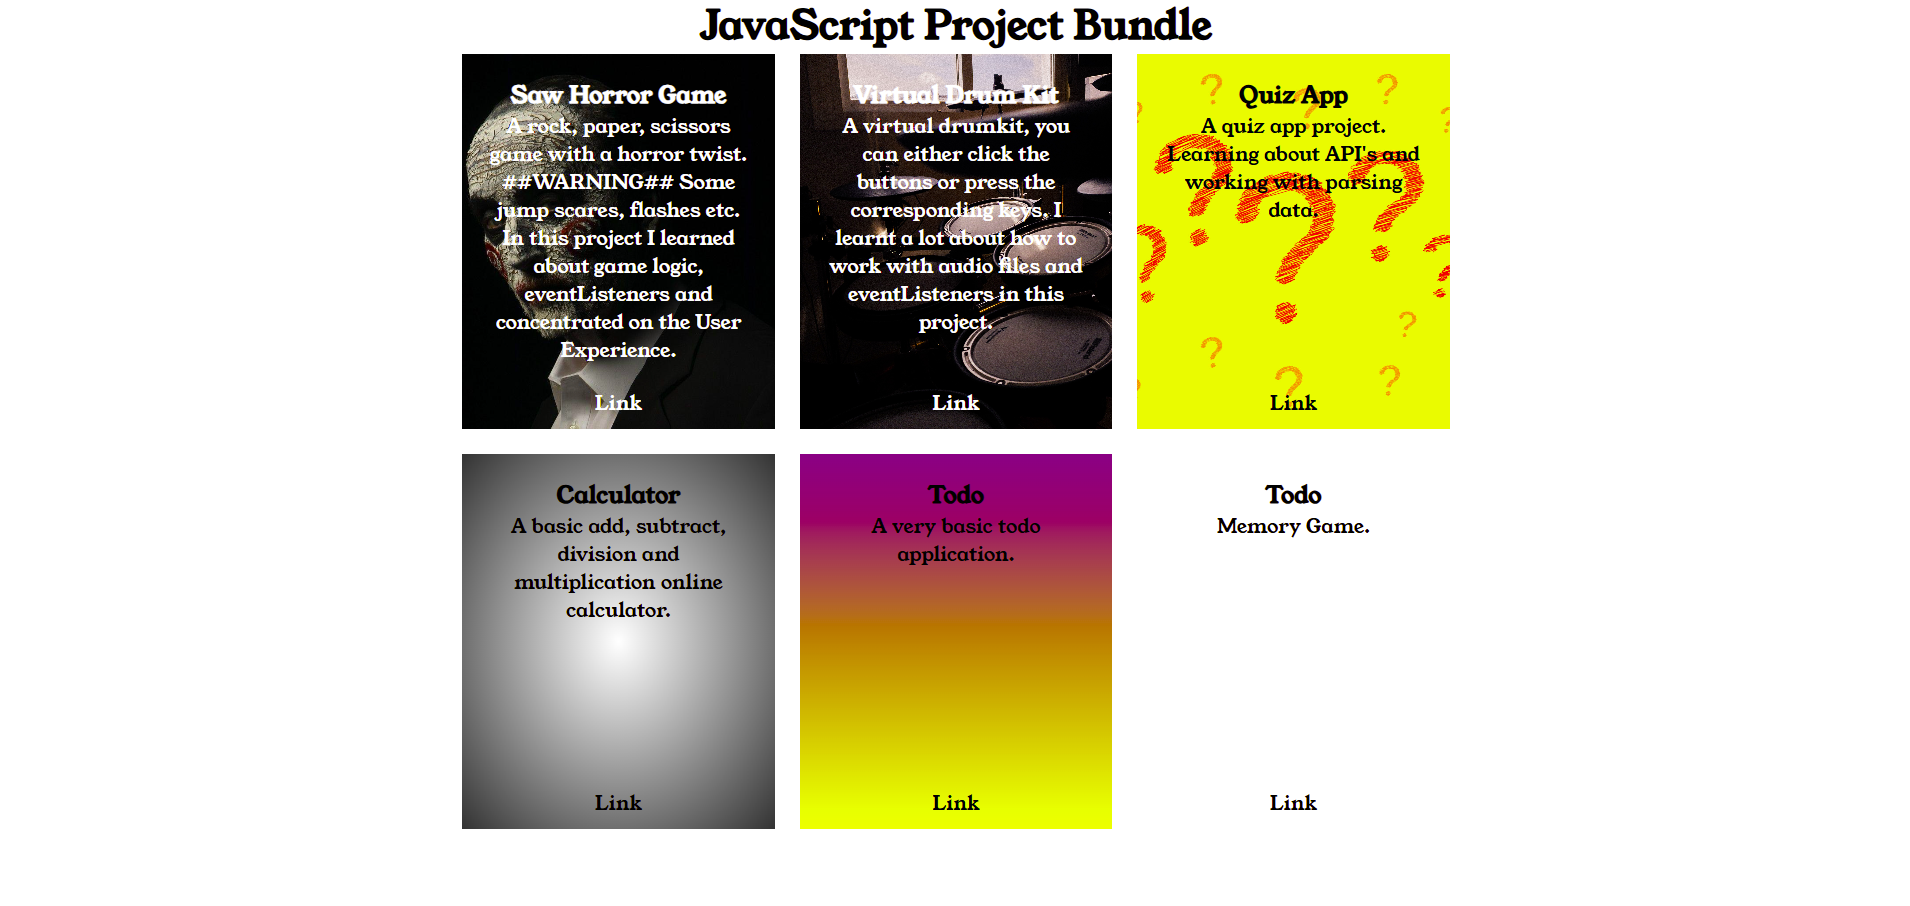 JavaScript Project Bundle
Saw Horror Game
A rock, paper, scissors
game with a horror twist.
##WARNING## Some
jump scares, flashes etc.
In this project I learned
about game logic,
eventListeners and
concentrated on the User
Experience.
Link
Virtual Drum Kit
A virtual drumkit, you
can either click the
buttons or press the
corresponding keys. I
learnt a lot about how to
work with audio files and
eventListeners in this
project.
Link
Quiz App
A quiz app project.
Learning about API's and
working with parsing
data.
Link
Calculator
A basic add, subtract,
division and
multiplication online
calculator.
Link
Todo
A very basic todo
application.
Link
Todo
Memory Game.
Link